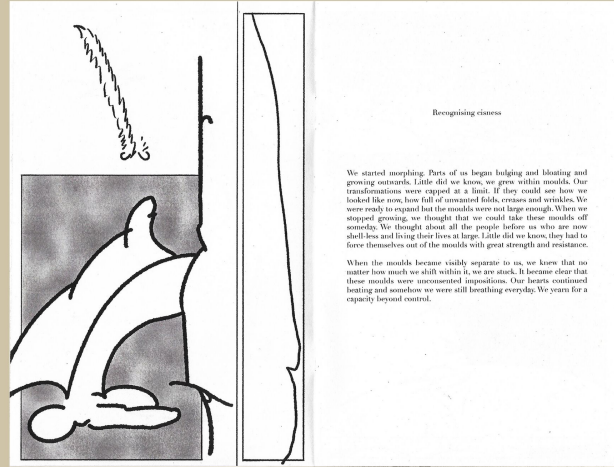 Recognising cisness
We started morphing. Parts of us began bulging and bloating and
growing outwards. Little did we know, we grew within moulds. Our
transformations were capped at a limit. If they could see how we
looked like now, how full of unwanted folds, creases and wrinkles. We
were ready to expand but the moulds were not large enough. When we
stopped growing, we thought that we could take these moulds off
someday. We thought about all the people before us who are now
shell-less and living their lives at large. Little did we know, they had to
force themselves out of the moulds with great strength and resistance.
When the moulds became visibly separate to us, we knew that no
matter how much we shift within it, we are stuck. It became clear that
these moulds were unconsented impositions. Our hearts continued
beating and somehow we were still breathing everyday. We yearn for a
capacity beyond control.